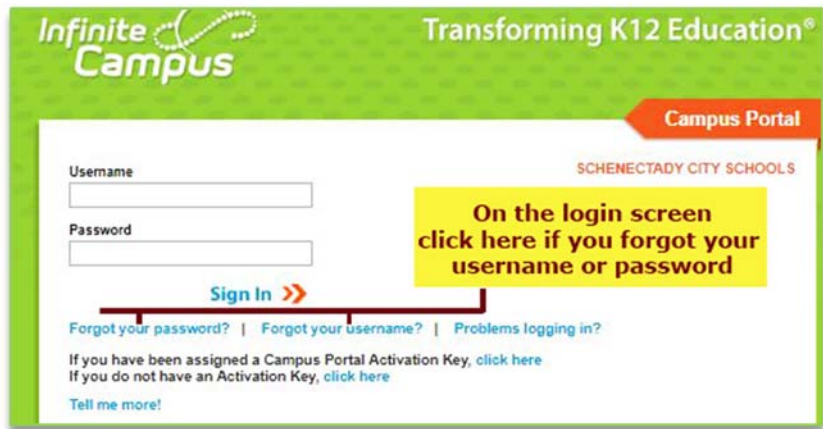 Infinite
Campus
Transforming K12 Education®
Campus Portal
SCHENECTADY CITY SCHOOLS
Username
Password
On the login screen
click here if you forgot your
username or password
Sign In
Forgot your password? | Forgot your username? | Problems logging in?
If you have been assigned a Campus Portal Activation Key, click here
If you do not have an Activation Key, click here
Tell me more!